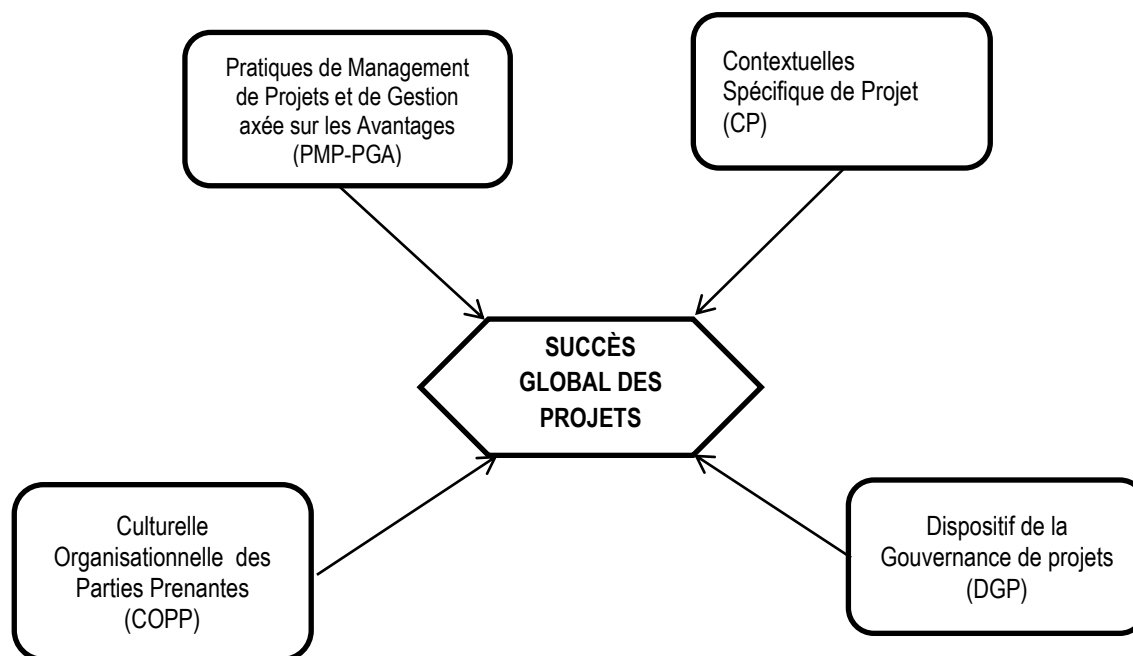 Pratiques de Management
de Projets et de Gestion
axée sur les Avantages
(PMP-PGA)
Contextuelles
Spécifique de Projet
(CP)
SUCCÈS
GLOBAL DES
PROJETS
Culturelle
Organisationnelle des
Parties Prenantes
(COPP)
Dispositif de la
Gouvernance de projets
(DGP)